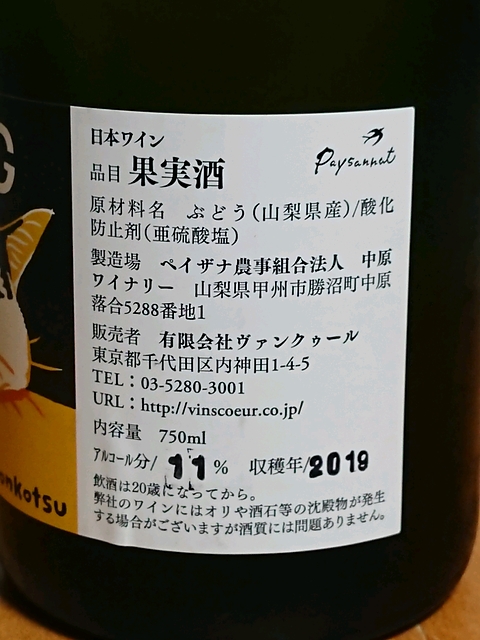 日本ワイン
Paysannat
品目 果実酒
原材料名 ぶどう(山梨県産)/酸化
防止剤(亜硫酸塩)
製造場 ペイザナ農事組合法人 中原
ワイナリー 山梨県甲州市勝沼町中原
落合5288番地1
販売者 有限会社ヴァンクゥール
東京都千代田区内神田1-4-5
TEL：03-5280-3001
URL：http://vinscoeur.co.jp/
内容量 750ml
アルコール分/ 11 % 収穫年/2019
飲酒は20歳になってから。
弊社のワインにはオリや酒石等の沈殿物が発生
する場合がございますが酒質には問題ありません。
onkotsu